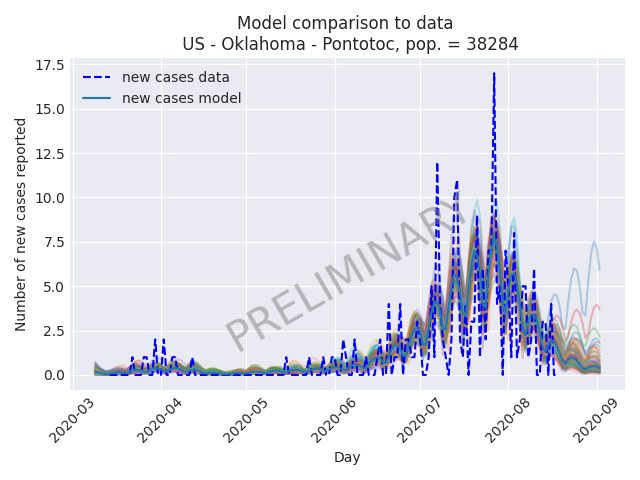 Model comparison to data
US - Oklahoma - Pontotoc, pop. = 38284
new cases data
new cases model
PRELIMINARY
Number of new cases reported
17.5
15.0
12.5
10.0
7.5
5.0
2.5
0.0
2020-03
2020-04
2020-05
2020-06
2020-07
2020-08
2020-09
Day